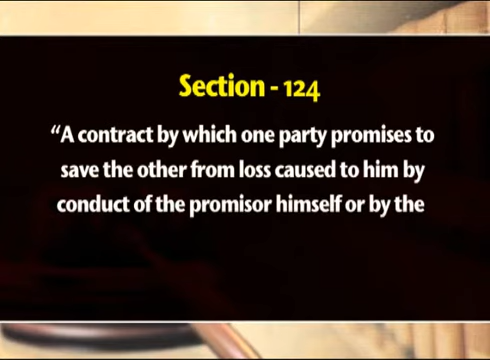 Section - 124
“A contract by which one party promises to
save the other from loss caused to him by
conduct of the promisor himself or by the